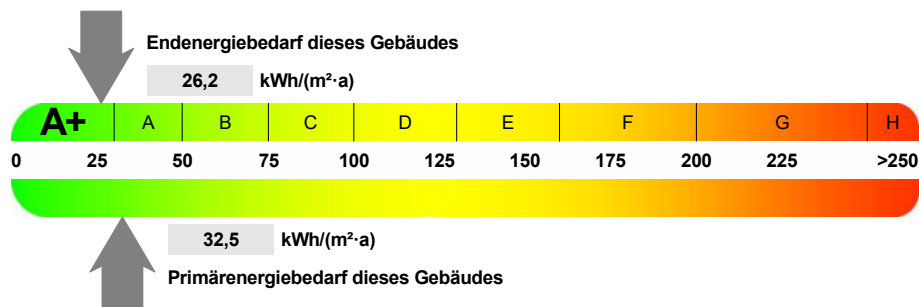 Endenergiebedarf dieses Gebäudes
26,2 kWh/(m²·a)
A+ A B C D E F G H
0 25 50 75 100 125 150 175 200 225 >250
32,5 kWh/(m²·a)
Primärenergiebedarf dieses Gebäudes